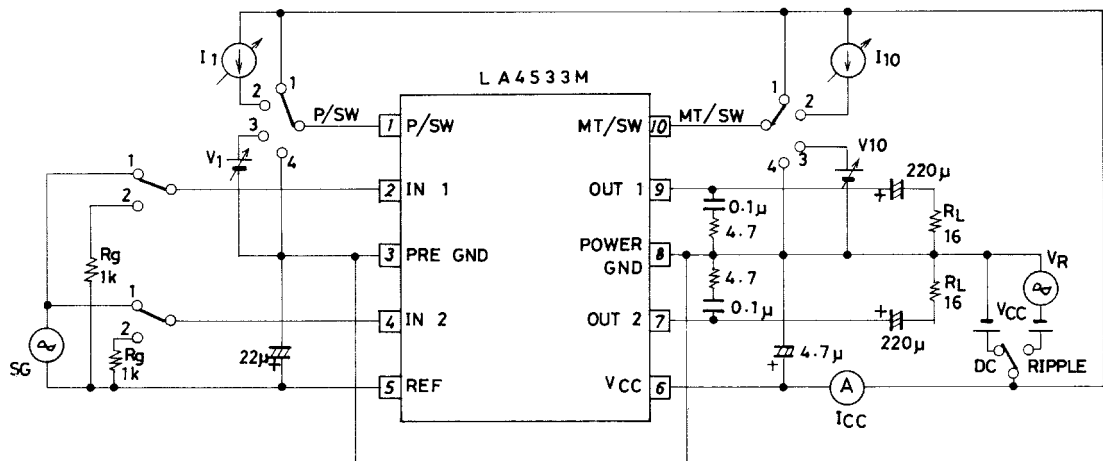 LA4533M
I1
1
2
3
4
P/SW
V1
1
2
Rg
1k
1
2
Rg
1k
SG
22μ
+
1 P/SW
2 IN 1
3 PRE GND
4 IN 2
5 REF
MT/SW 10
OUT 1 9
POWER GND 8
OUT 2 7
VCC 6
MT/SW
1
2
3
4
I10
V10
220μ
+
0.1μ
4.7
RL
16
4.7
0.1μ
RL
16
+
220μ
4.7μ
+
A
ICC
VR
VCC
DC
RIPPLE